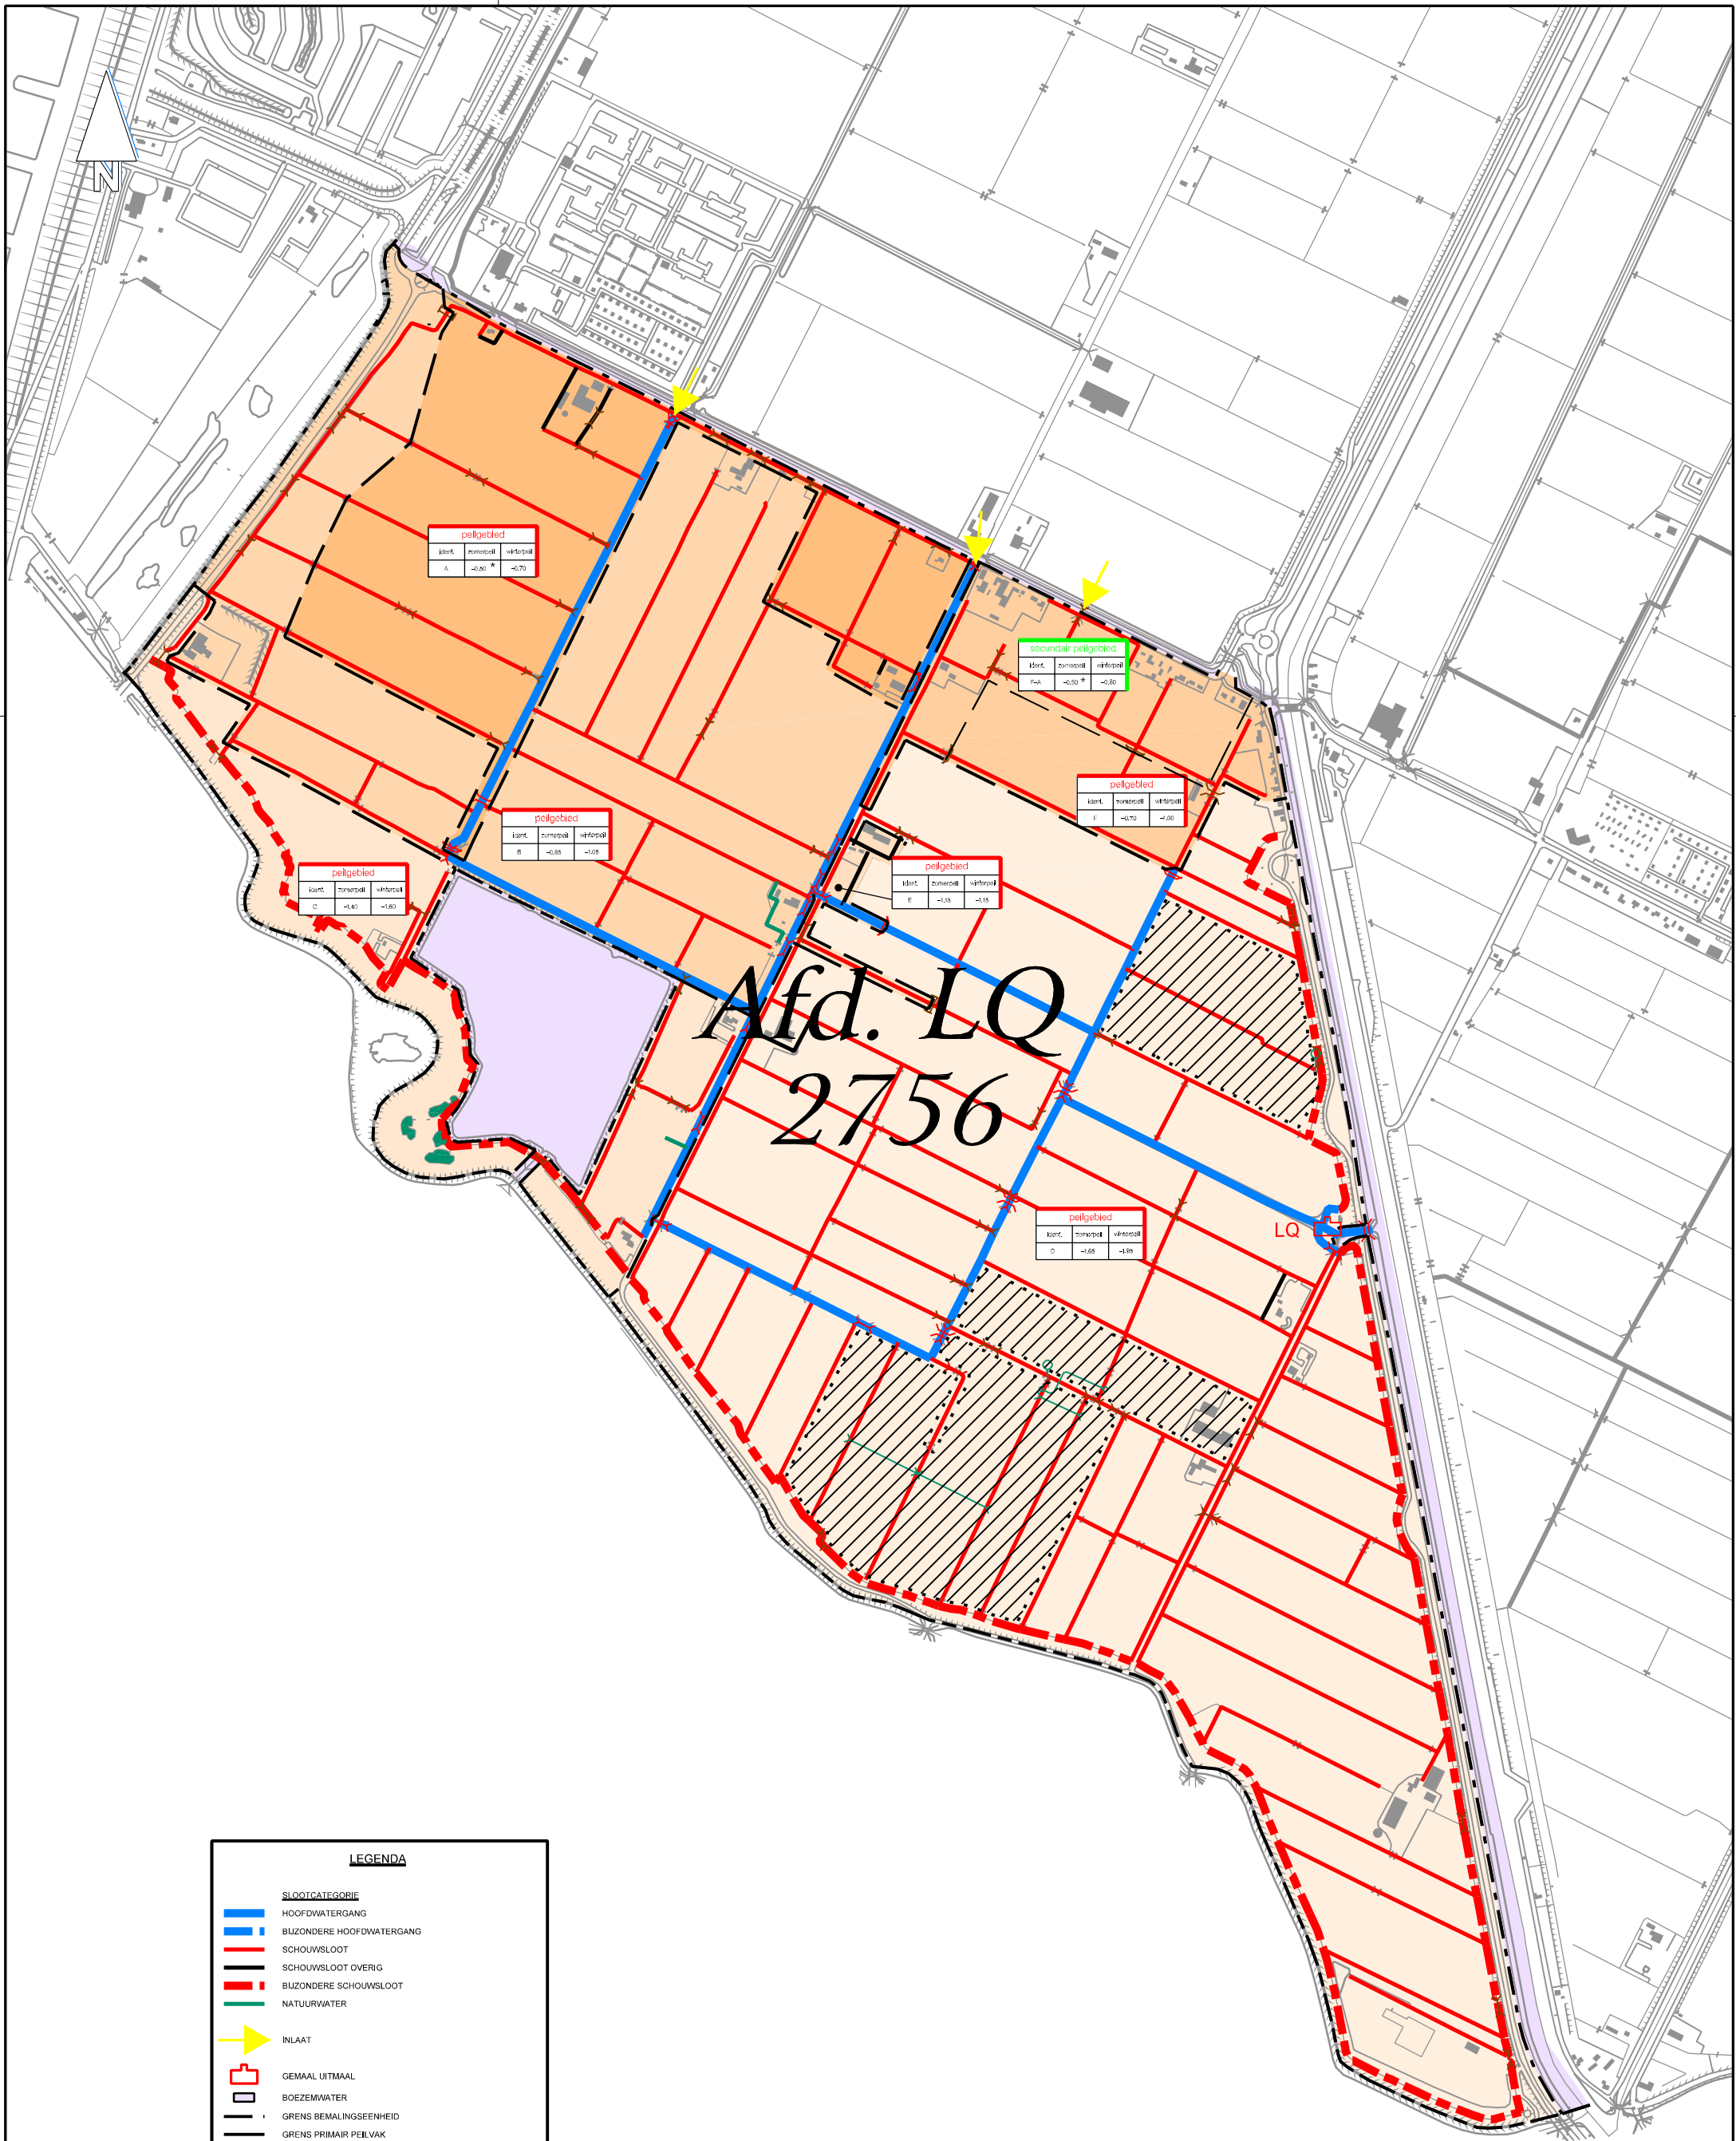 N
peilgebied
ident. zomerpeil winterpeil
A -0,50 * -0,70
secundair peilgebied
ident. zomerpeil winterpeil
F-A -0,50 * -0,80
peilgebied
ident. zomerpeil winterpeil
F -0,70 -1,00
peilgebied
ident. zomerpeil winterpeil
B -0,85 -1,05
peilgebied
ident. zomerpeil winterpeil
E -1,15 -1,15
peilgebied
ident. zomerpeil winterpeil
C -1,40 -1,60
Afd. LQ
2756
peilgebied
ident. zomerpeil winterpeil
D -1,65 -1,85
LQ
LEGENDA
SLOOTCATEGORIE
HOOFDWATERGANG
BIJZONDERE HOOFDWATERGANG
SCHOUWSLOOT
SCHOUWSLOOT OVERIG
BIJZONDERE SCHOUWSLOOT
NATUURWATER
INLAAT
GEMAAL UITMAAL
BOEZEMWATER
GRENS BEMALINGSEENHEID
GRENS PRIMAIR PEILVAK